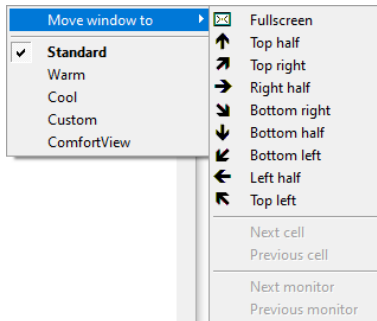 Move window to
Standard
Warm
Cool
Custom
ComfortView
Fullscreen
Top half
Top right
Right half
Bottom right
Bottom half
Bottom left
Left half
Top left
Next cell
Previous cell
Next monitor
Previous monitor